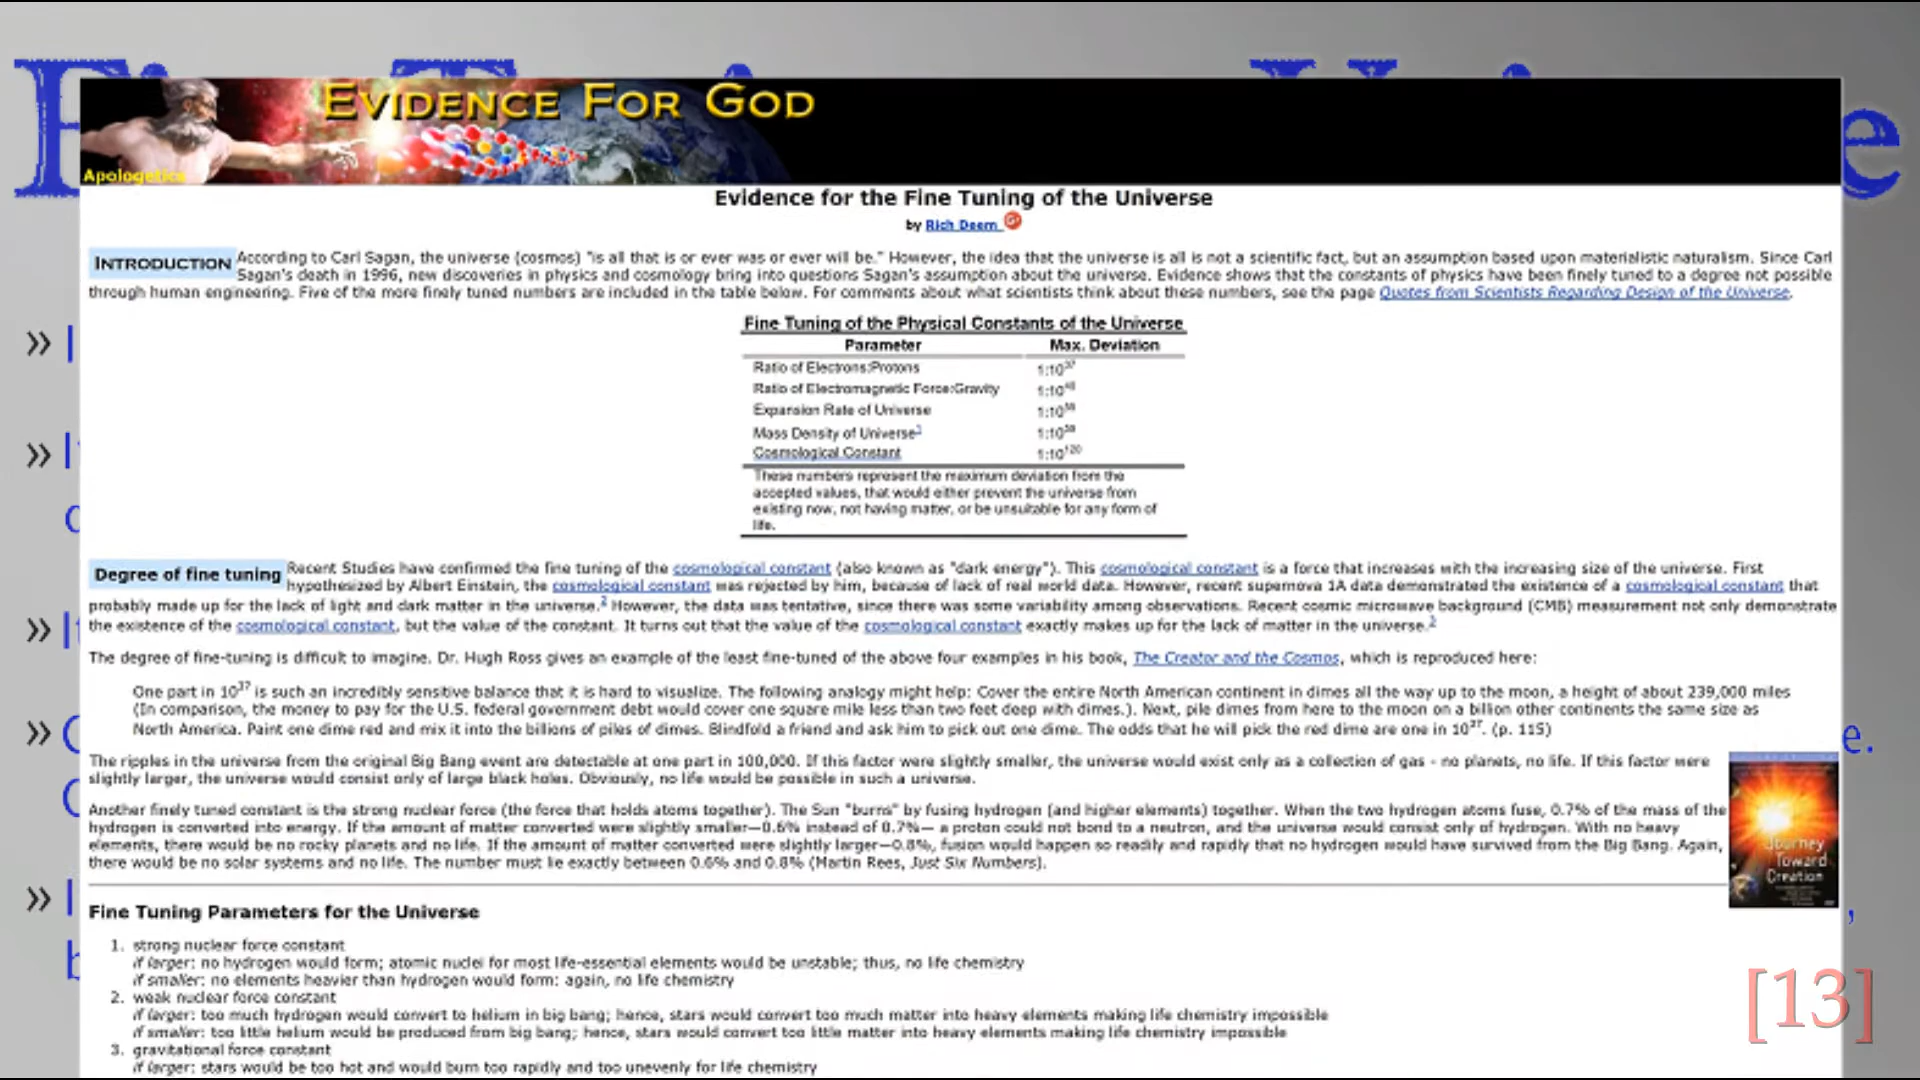 EVIDENCE FOR GOD
Apologetics
Evidence for the Fine Tuning of the Universe
by Rich Deem
INTRODUCTION According to Carl Sagan, the universe (cosmos) "is all that is or ever was or ever will be." However, the idea that the universe is all is not a scientific fact, but an assumption based upon materialistic naturalism. Since Carl
Sagan's death in 1996, new discoveries in physics and cosmology bring into questions Sagan's assumption about the universe. Evidence shows that the constants of physics have been finely tuned to a degree not possible
through human engineering. Five of the more finely tuned numbers are included in the table below. For comments about what scientists think about these numbers, see the page Quotes from Scientists Regarding Design of the Universe.
Fine Tuning of the Physical Constants of the Universe
Parameter Max. Deviation
Ratio of Electrons:Protons 1:10^37
Ratio of Electromagnetic Force:Gravity 1:10^40
Expansion Rate of Universe 1:10^55
Mass Density of Universe^1 1:10^59
Cosmological Constant 1:10^120
These numbers represent the maximum deviation from the
accepted values, that would either prevent the universe from
existing now, not having matter, or be unsuitable for any form of
life.
Degree of fine tuning Recent Studies have confirmed the fine tuning of the cosmological constant (also known as "dark energy"). This cosmological constant is a force that increases with the increasing size of the universe. First
hypothesized by Albert Einstein, the cosmological constant was rejected by him, because of lack of real world data. However, recent supernova 1A data demonstrated the existence of a cosmological constant that
probably made up for the lack of light and dark matter in the universe.^2 However, the data was tentative, since there was some variability among observations. Recent cosmic microwave background (CMB) measurement not only demonstrate
the existence of the cosmological constant, but the value of the constant. It turns out that the value of the cosmological constant exactly makes up for the lack of matter in the universe.^3
The degree of fine-tuning is difficult to imagine. Dr. Hugh Ross gives an example of the least fine-tuned of the above four examples in his book, The Creator and the Cosmos, which is reproduced here:
One part in 10^37 is such an incredibly sensitive balance that it is hard to visualize. The following analogy might help: Cover the entire North American continent in dimes all the way up to the moon, a height of about 239,000 miles
(In comparison, the money to pay for the U.S. federal government debt would cover one square mile less than two feet deep with dimes.). Next, pile dimes from here to the moon on a billion other continents the same size as
North America. Paint one dime red and mix it into the billions of piles of dimes. Blindfold a friend and ask him to pick out one dime. The odds that he will pick the red dime are one in 10^37. (p. 115)
The ripples in the universe from the original Big Bang event are detectable at one part in 100,000. If this factor were slightly smaller, the universe would exist only as a collection of gas - no planets, no life. If this factor were
slightly larger, the universe would consist only of large black holes. Obviously, no life would be possible in such a universe.
Another finely tuned constant is the strong nuclear force (the force that holds atoms together). The Sun "burns" by fusing hydrogen (and higher elements) together. When the two hydrogen atoms fuse, 0.7% of the mass of the
hydrogen is converted into energy. If the amount of matter converted were slightly smaller—0.6% instead of 0.7%— a proton could not bond to a neutron, and the universe would consist only of hydrogen. With no heavy
elements, there would be no rocky planets and no life. If the amount of matter converted were slightly larger—0.8%, fusion would happen so readily and rapidly that no hydrogen would have survived from the Big Bang. Again,
there would be no solar systems and no life. The number must lie exactly between 0.6% and 0.8% (Martin Rees, Just Six Numbers).
Journey
Toward
Creation
Fine Tuning Parameters for the Universe
1. strong nuclear force constant
if larger: no hydrogen would form; atomic nuclei for most life-essential elements would be unstable; thus, no life chemistry
if smaller: no elements heavier than hydrogen would form: again, no life chemistry
2. weak nuclear force constant
if larger: too much hydrogen would convert to helium in big bang; hence, stars would convert too much matter into heavy elements making life chemistry impossible
if smaller: too little helium would be produced from big bang; hence, stars would convert too little matter into heavy elements making life chemistry impossible
3. gravitational force constant
if larger: stars would be too hot and would burn too rapidly and too unevenly for life chemistry
[13]